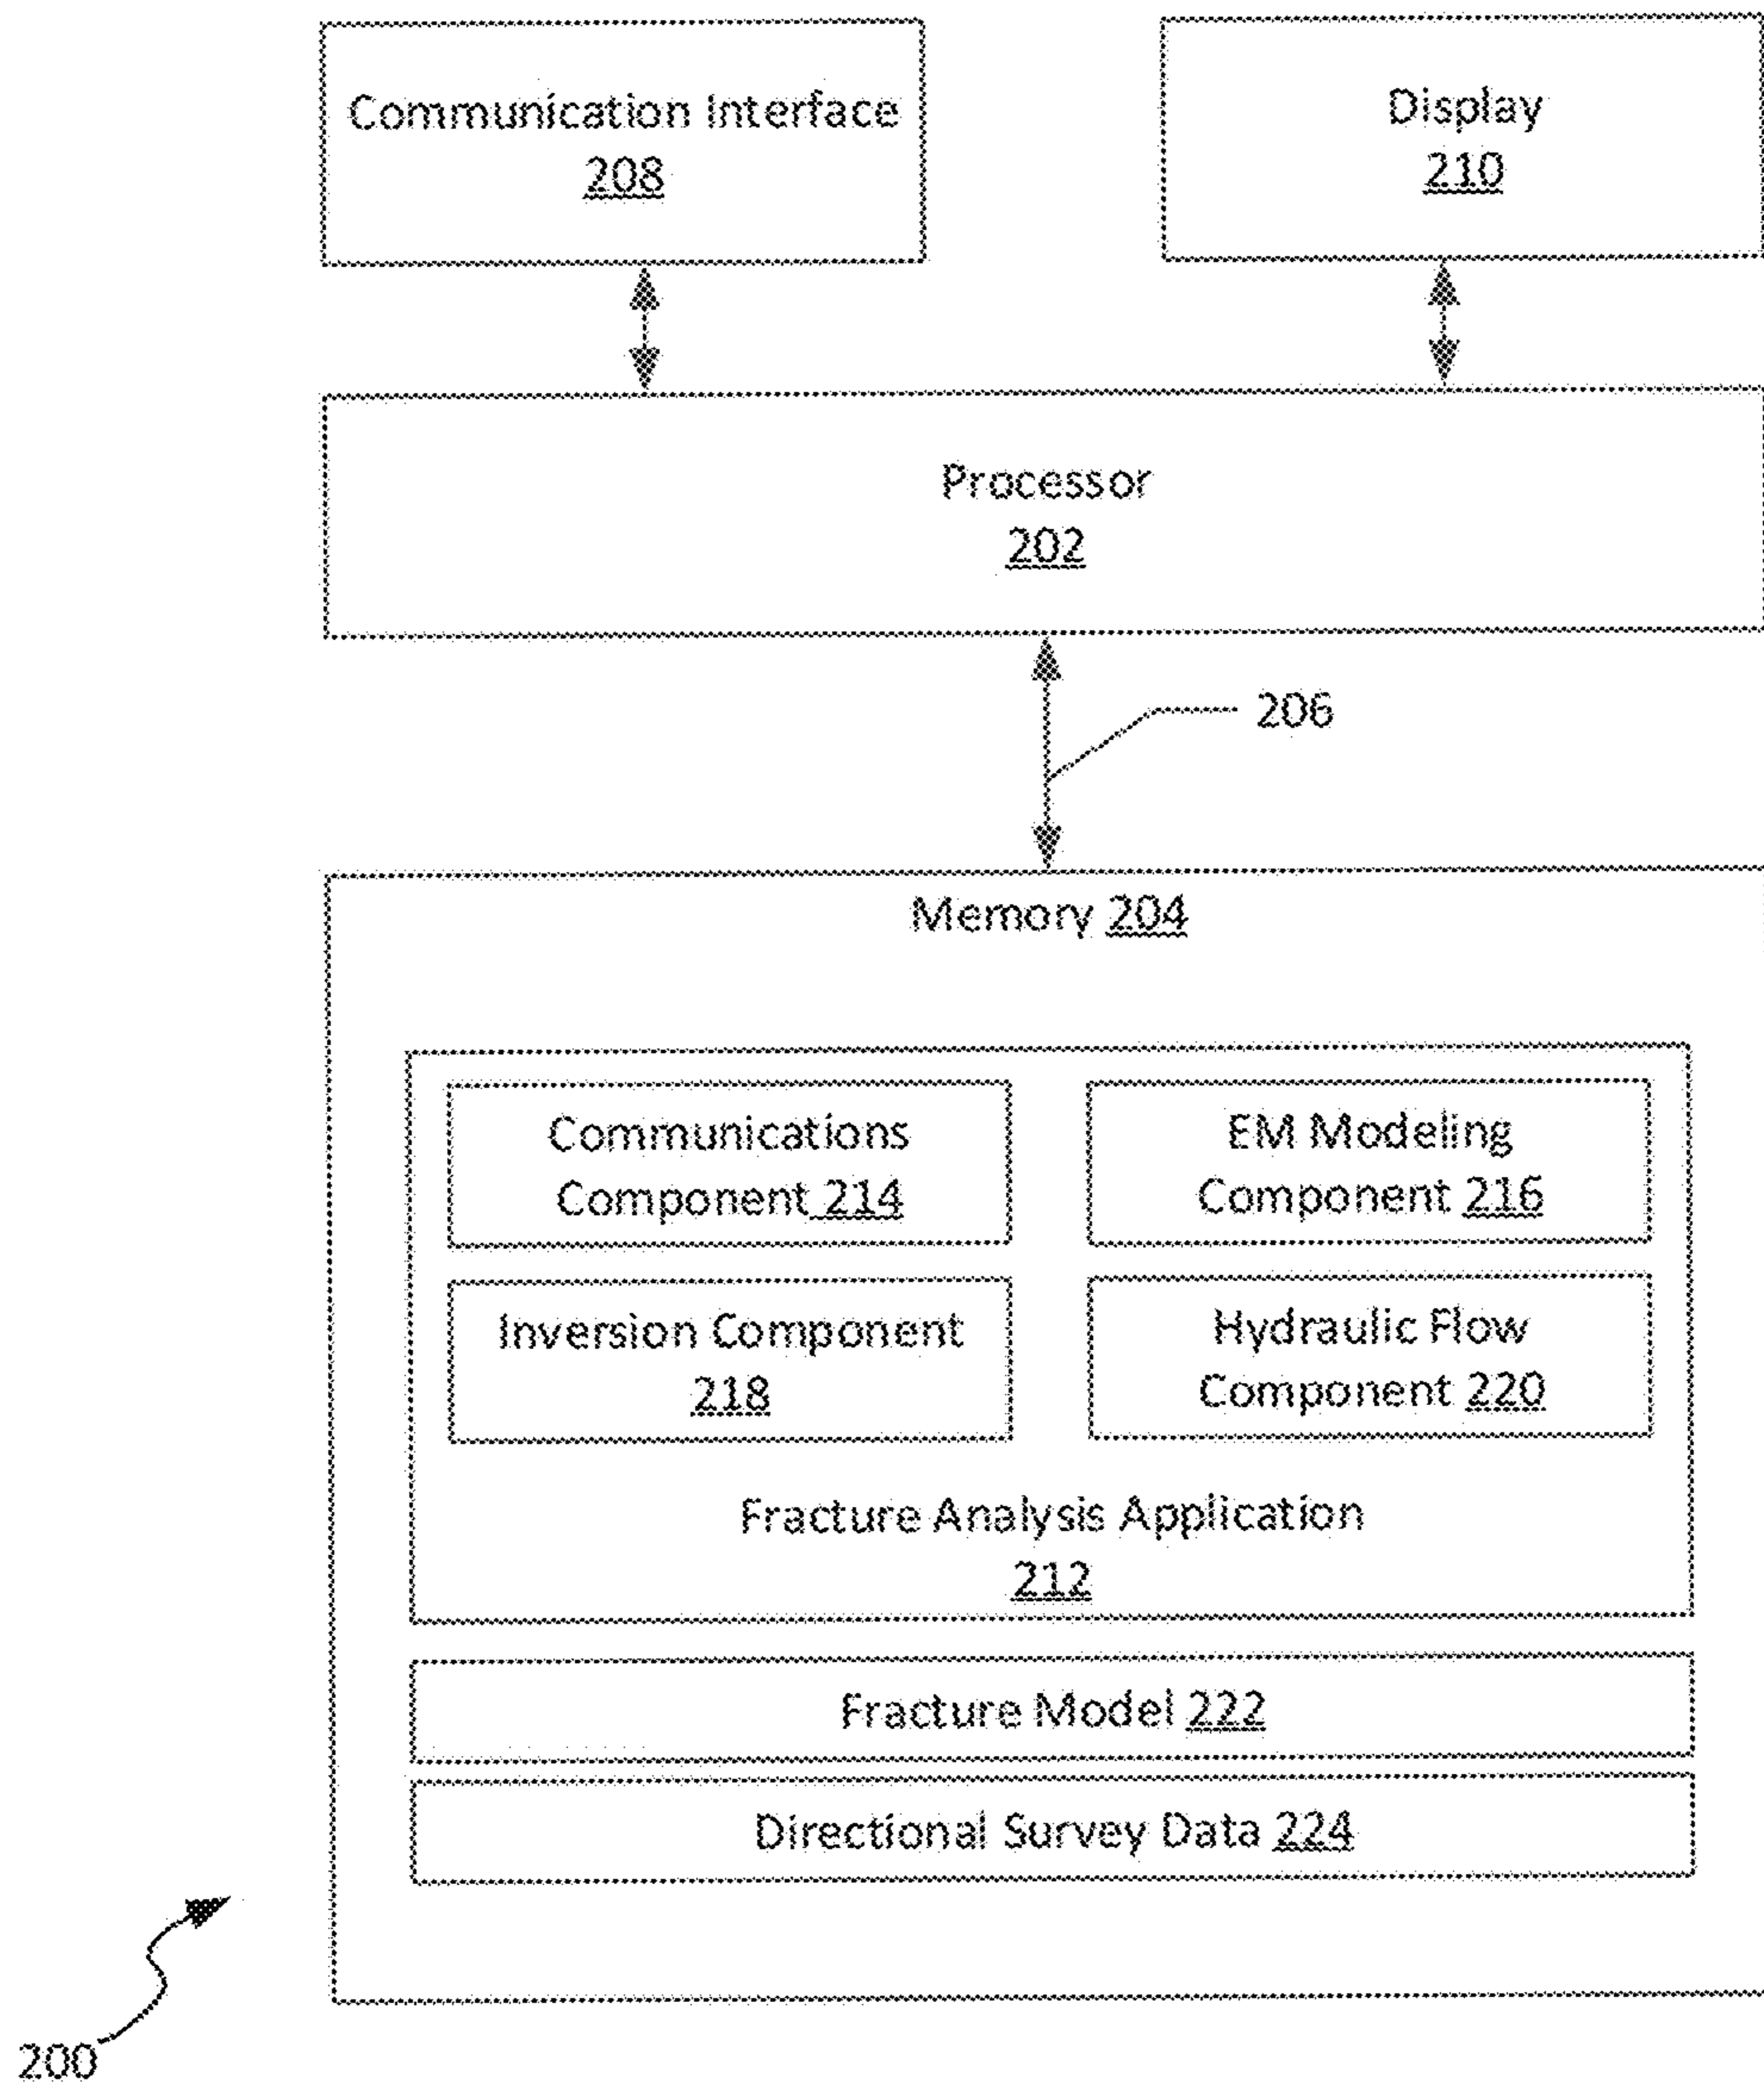 Communication Interface
208
Display
210
Processor
202
206
Memory 204
Communications
Component 214
EM Modeling
Component 216
Inversion Component
218
Hydraulic Flow
Component 220
Fracture Analysis Application
212
Fracture Model 222
Directional Survey Data 224
200